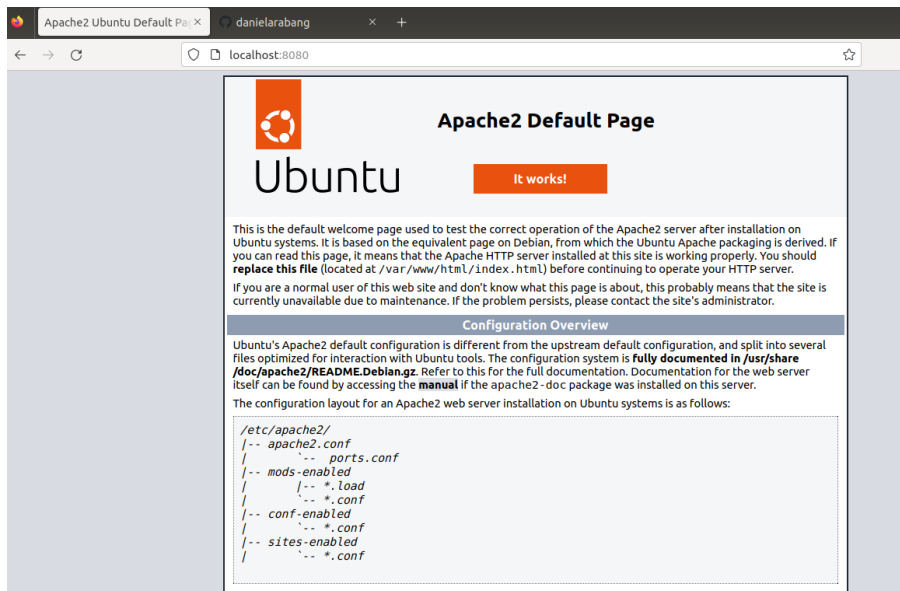 Apache2 Ubuntu Default Pa
danielarabang
localhost:8080
Ubuntu
Apache2 Default Page
It works!
This is the default welcome page used to test the correct operation of the Apache2 server after installation on
Ubuntu systems. It is based on the equivalent page on Debian, from which the Ubuntu Apache packaging is derived. If
you can read this page, it means that the Apache HTTP server installed at this site is working properly. You should
replace this file (located at /var/www/html/index.html) before continuing to operate your HTTP server.
If you are a normal user of this web site and don't know what this page is about, this probably means that the site is
currently unavailable due to maintenance. If the problem persists, please contact the site's administrator.
Configuration Overview
Ubuntu's Apache2 default configuration is different from the upstream default configuration, and split into several
files optimized for interaction with Ubuntu tools. The configuration system is fully documented in /usr/share
/doc/apache2/README.Debian.gz. Refer to this for the full documentation. Documentation for the web server
itself can be found by accessing the manual if the apache2-doc package was installed on this server.
The configuration layout for an Apache2 web server installation on Ubuntu systems is as follows:
/etc/apache2/
|-- apache2.conf
|       `--  ports.conf
|-- mods-enabled
|       |-- *.load
|       `-- *.conf
|-- conf-enabled
|       `-- *.conf
|-- sites-enabled
|       `-- *.conf